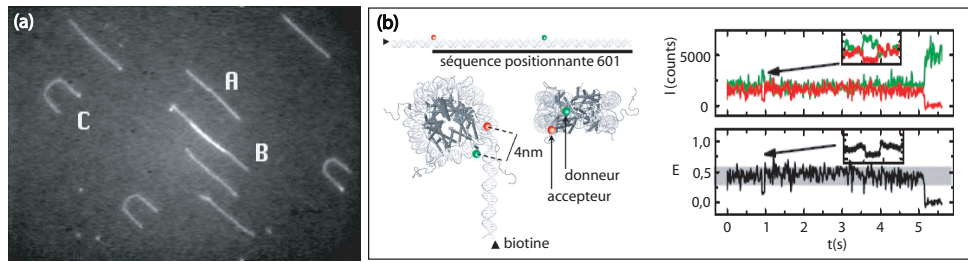 (a)
A
B
C
(b)
séquence positionnante 601
4nm
donneur
accepteur
biotine
I (counts)
5000
0
E
1,0
0,5
0,0
0 1 2 3 4 5
t(s)